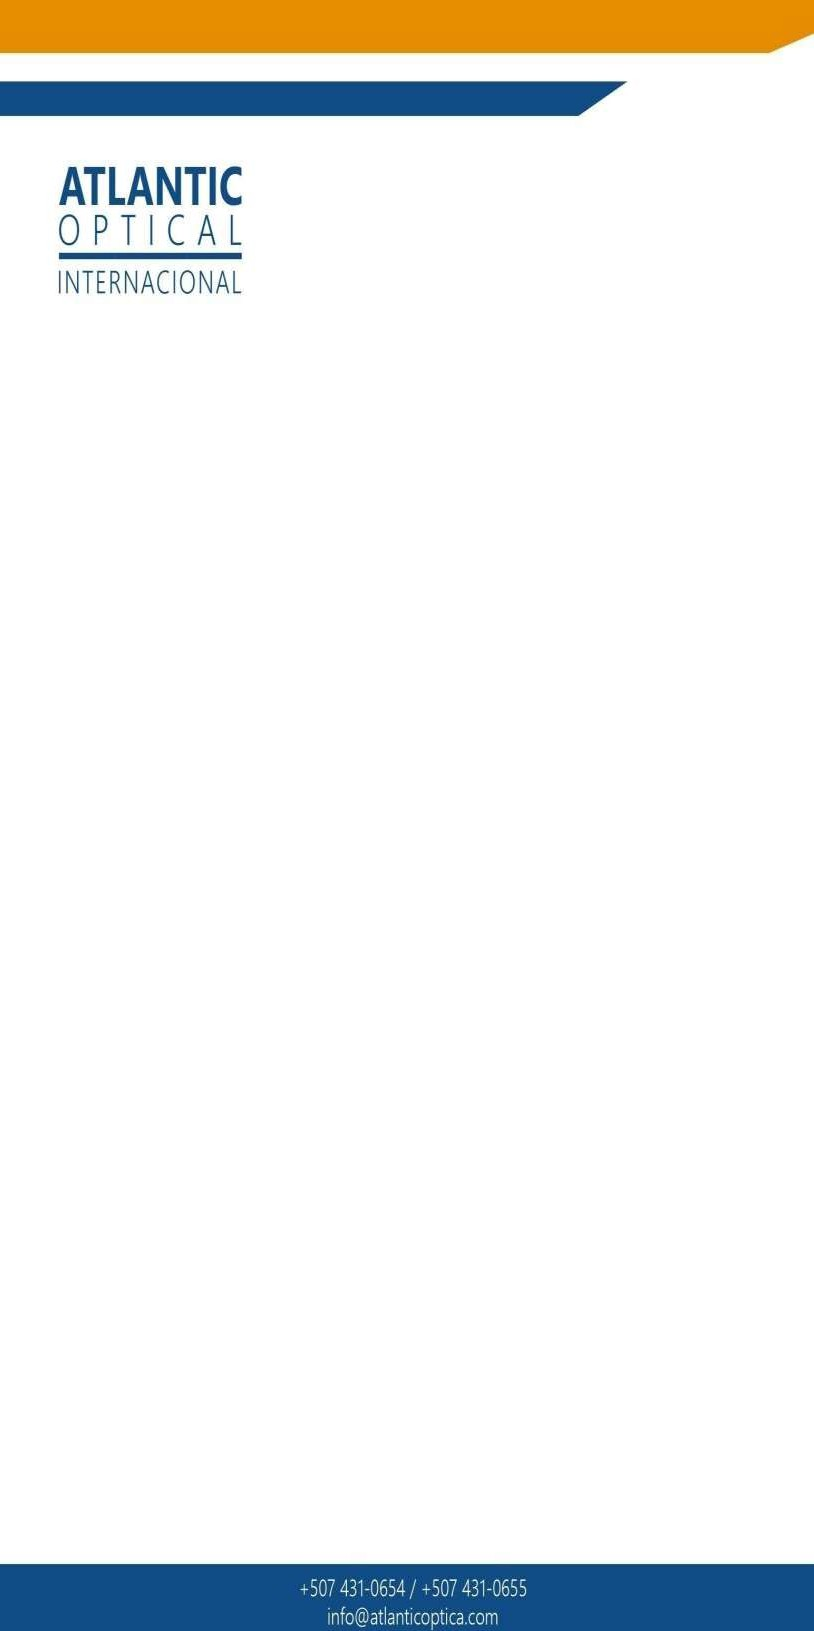 ATLANTIC
OPTICAL
INTERNACIONAL
+507 431-0654 / +507 431-0655
info@atlanticoptica.com